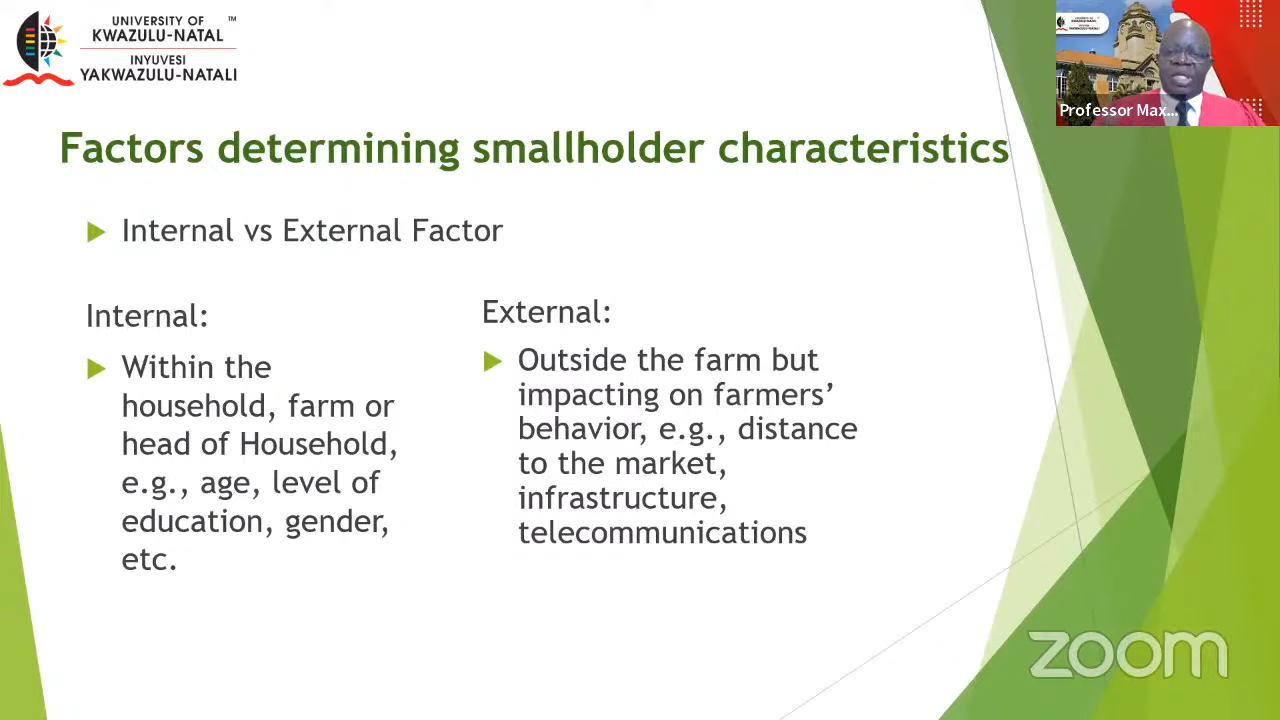 UNIVERSITY OF ™
KWAZULU-NATAL
INYUVESI
YAKWAZULU-NATALI
Professor Max...
Factors determining smallholder characteristics
Internal vs External Factor
Internal:
Within the
household, farm or
head of Household,
e.g., age, level of
education, gender,
etc.
External:
Outside the farm but
impacting on farmers’
behavior, e.g., distance
to the market,
infrastructure,
telecommunications
zoom